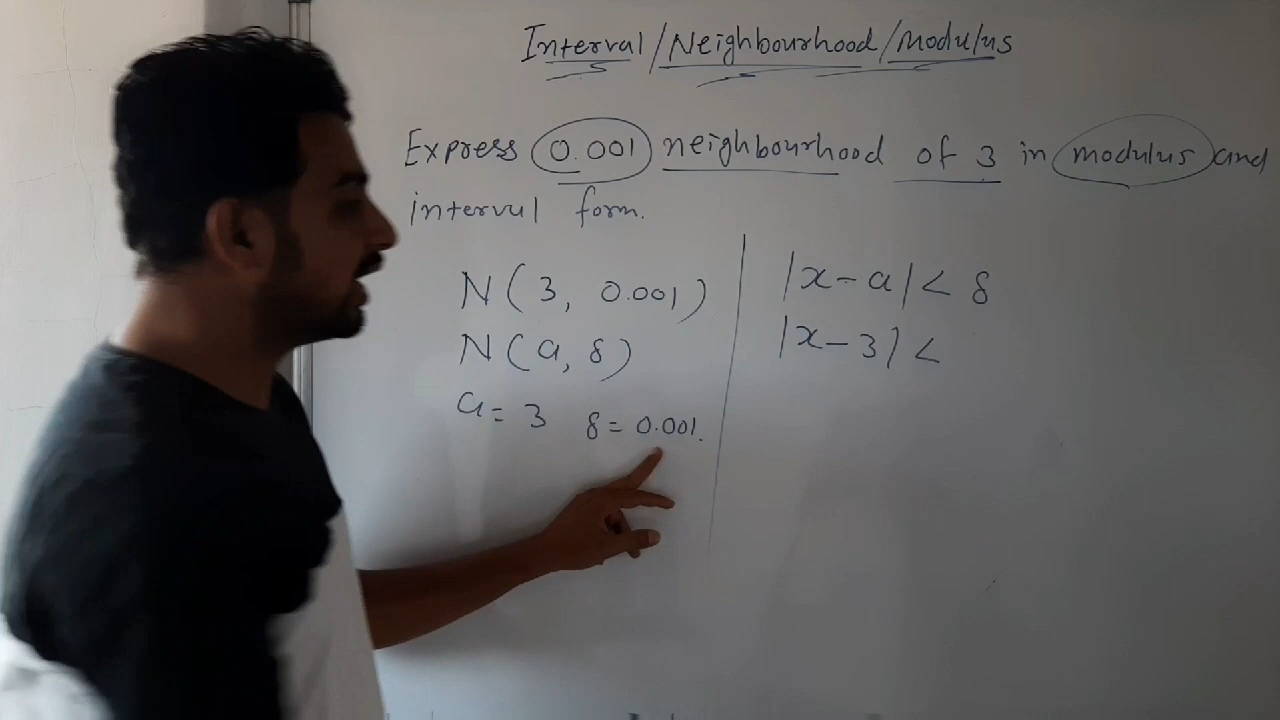 Interval/Neighbourhood/Modulus
Express 0.001 neighbourhood of 3 in modulus and
interval form.
N(3, 0.001)
N(a, δ)
a = 3 δ = 0.001.
|x - a| < δ
|x - 3| <